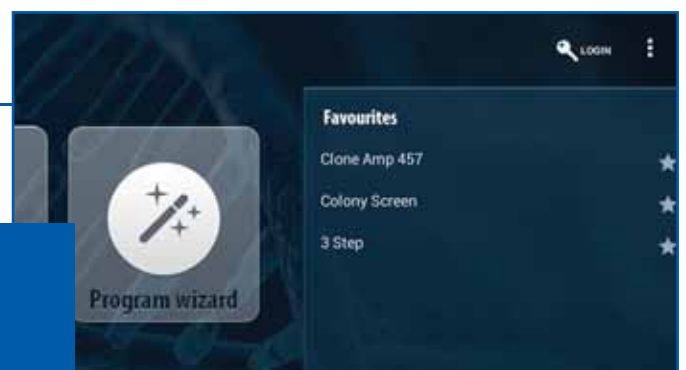 LOGIN
Favourites
Clone Amp 457
Colony Screen
3 Step
Program wizard